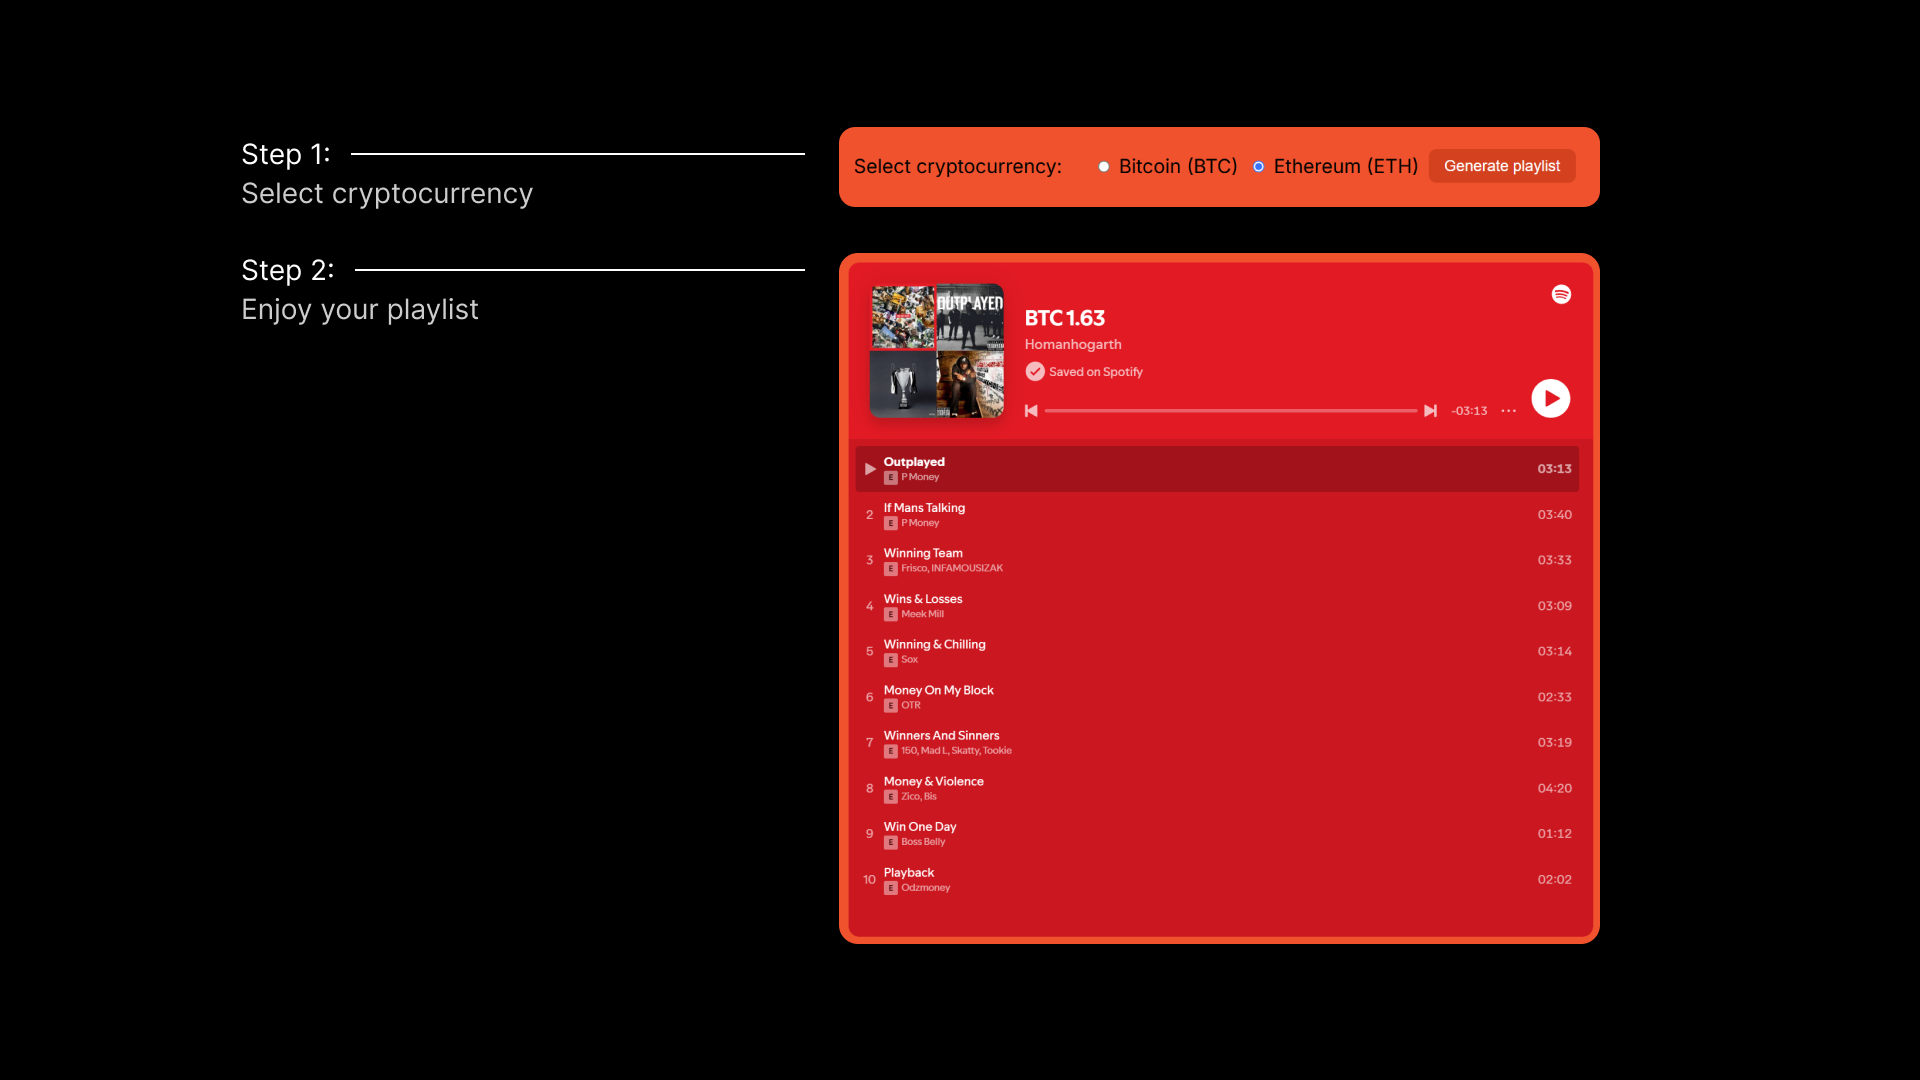 Step 1:
Select cryptocurrency
Select cryptocurrency: Bitcoin (BTC) Ethereum (ETH) Generate playlist
Step 2:
Enjoy your playlist
OUTPLAYED
BTC 1.63
Homanhogarth
Saved on Spotify
-03:13
Outplayed
E P Money
03:13
2 If Mans Talking
E P Money
03:40
3 Winning Team
E Frisco, INFAMOUSIZAK
03:33
4 Wins & Losses
E Meek Mill
03:09
5 Winning & Chilling
E Sox
03:14
6 Money On My Block
E OTR
02:33
7 Winners And Sinners
E 150, Mad L, Skatty, Tookie
03:19
8 Money & Violence
E Zico, Bis
04:20
9 Win One Day
E Boss Belly
01:12
10 Playback
E Odzmoney
02:02